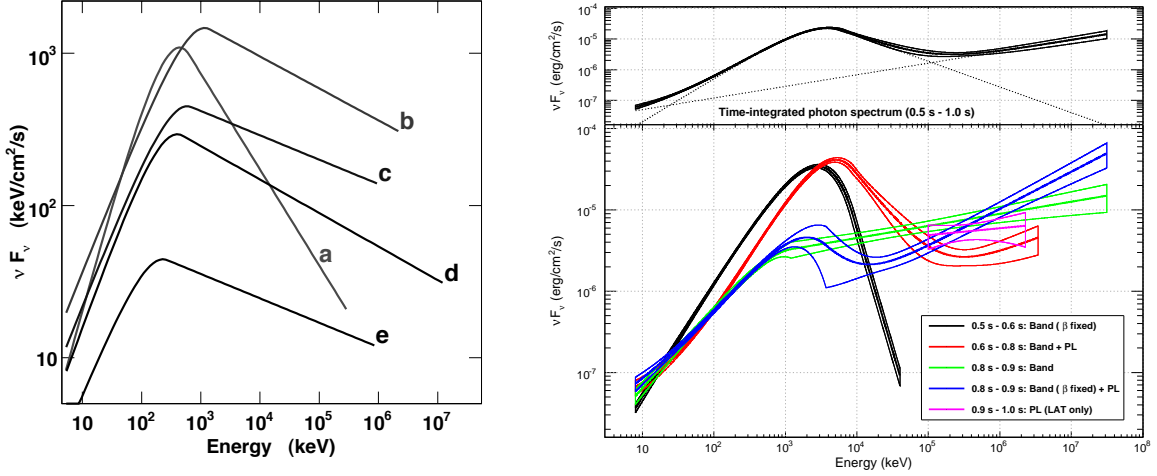 10³
10²
10
ν Fᵥ (keV/cm²/s)
a
b
c
d
e
10 10² 10³ 10⁴ 10⁵ 10⁶ 10⁷
Energy (keV)
10⁻⁴
10⁻⁵
10⁻⁶
10⁻⁷
ν Fᵥ (erg/cm²/s)
Time-integrated photon spectrum (0.5 s - 1.0 s)
10⁻⁴
10⁻⁵
10⁻⁶
10⁻⁷
ν Fᵥ (erg/cm²/s)
0.5 s - 0.6 s: Band ( β fixed)
0.6 s - 0.8 s: Band + PL
0.8 s - 0.9 s: Band
0.8 s - 0.9 s: Band ( β fixed) + PL
0.9 s - 1.0 s: PL (LAT only)
10 10² 10³ 10⁴ 10⁵ 10⁶ 10⁷ 10⁸
Energy (keV)